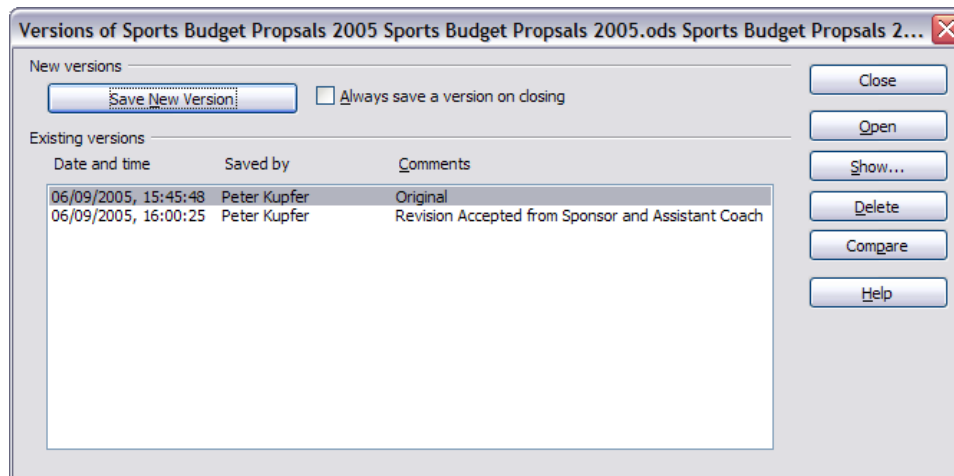 Versions of Sports Budget Propsals 2005 Sports Budget Propsals 2005.ods Sports Budget Propsals 2...
New versions
Save New Version
Always save a version on closing
Close
Open
Existing versions
Date and time Saved by Comments
Show...
06/09/2005, 15:45:48 Peter Kupfer Original
06/09/2005, 16:00:25 Peter Kupfer Revision Accepted from Sponsor and Assistant Coach
Delete
Compare
Help